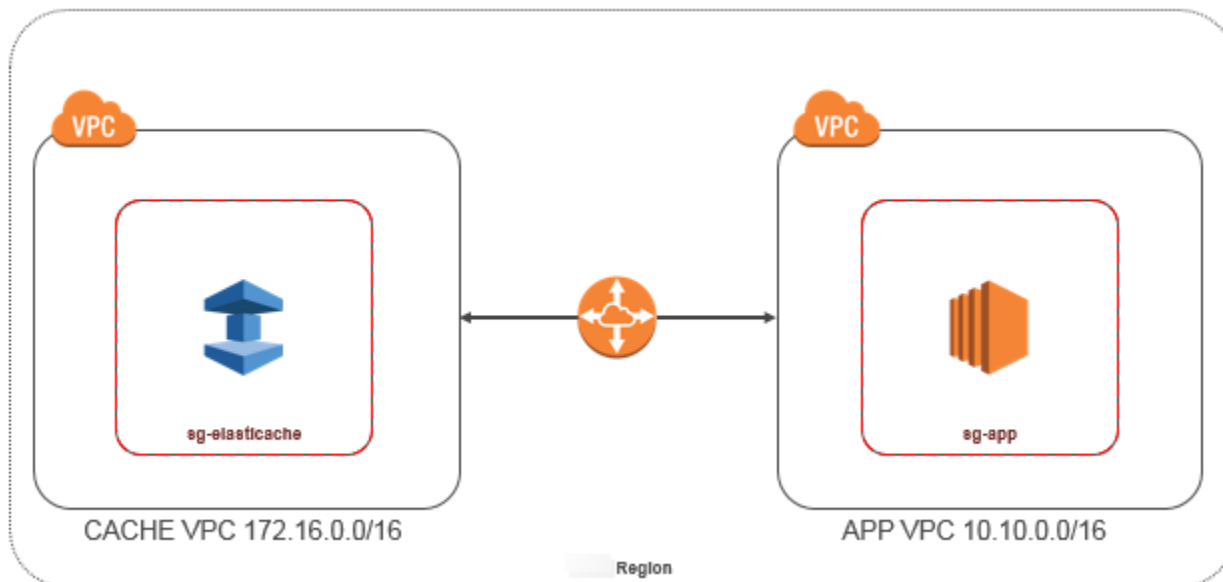 VPC
VPC
sg-elasticache
sg-app
CACHE VPC 172.16.0.0/16
APP VPC 10.10.0.0/16
Region